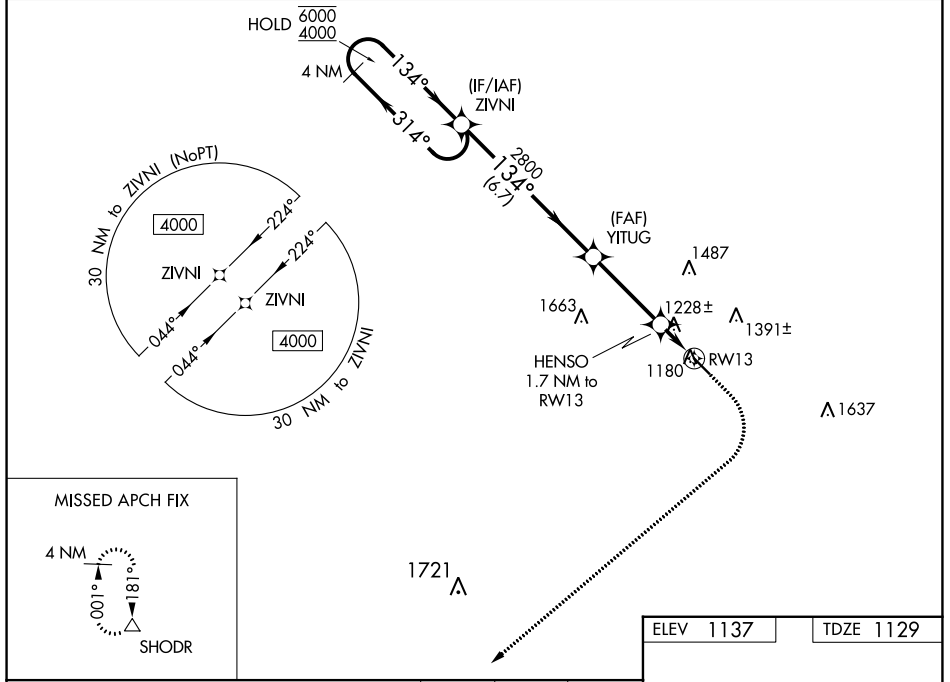 HOLD 6000
4000
4 NM
134°
314°
(IF/IAF)
ZIVNI
2800
134°
(6.7)
30 NM to ZIVNI (NoPT)
4000
224°
ZIVNI
044°
224°
ZIVNI
044°
4000
30 NM to ZIVNI
(FAF)
YITUG
1487
1663
1228±
1391±
HENSO
1.7 NM to
RW13
1180
RW13
1637
1721
MISSED APCH FIX
4 NM
001°
181°
SHODR
ELEV 1137
TDZE 1129